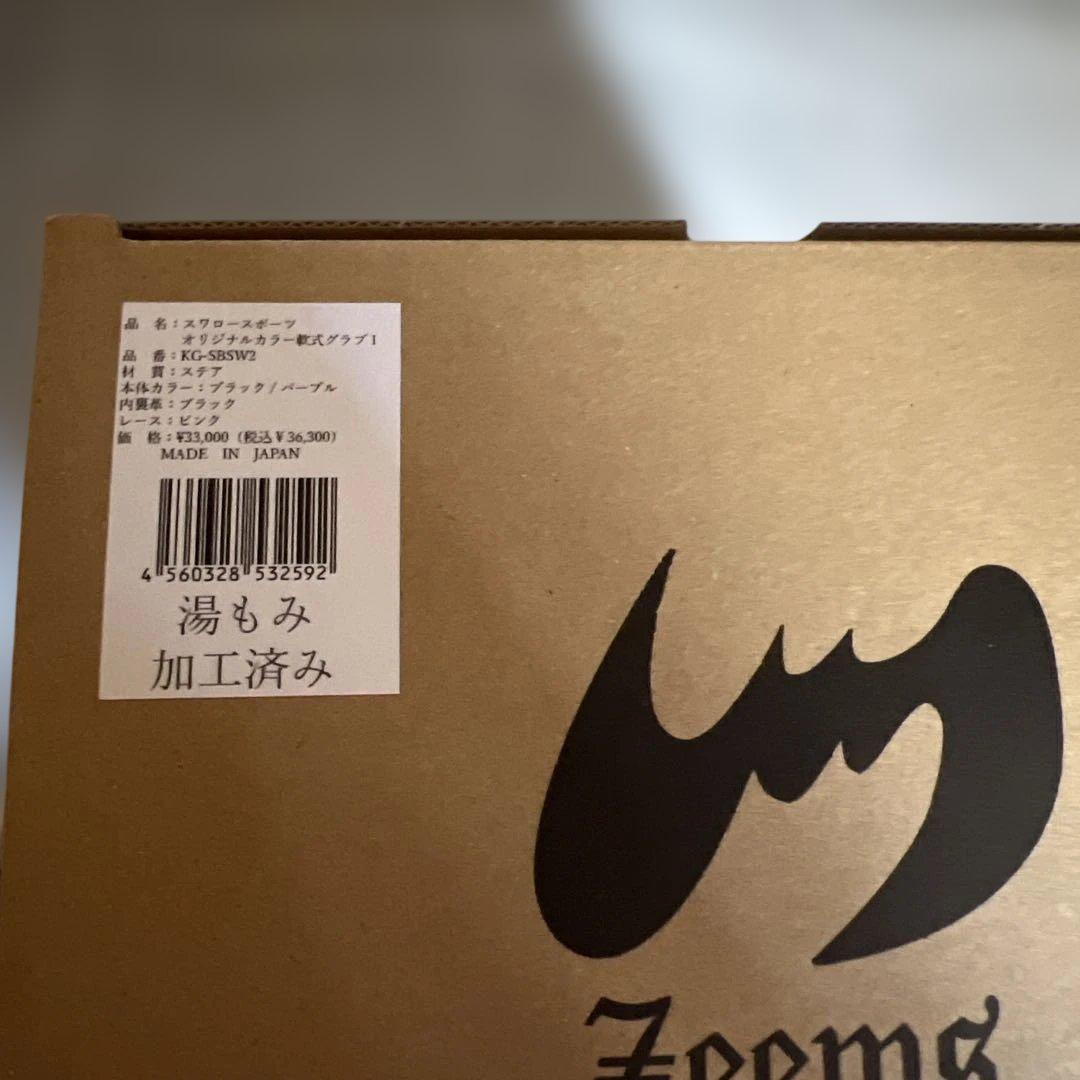 品 名：スワロースポーツ
オリジナルカラー軟式グラブ I
品 番：KG-SBSW2
材 質：ステア
本体カラー：ブラック / パープル
内裏革：ブラック
レース：ピンク
価 格：¥33,000（税込¥36,300）
MADE IN JAPAN
4 560328 532592
湯もみ
加工済み
Zeems